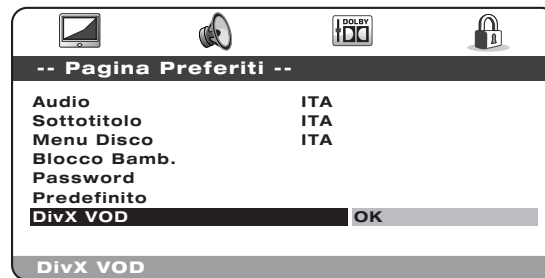 DOLBY
-- Pagina Preferiti --
Audio ITA
Sottotitolo ITA
Menu Disco ITA
Blocco Bamb.
Password
Predefinito
DivX VOD OK
DivX VOD